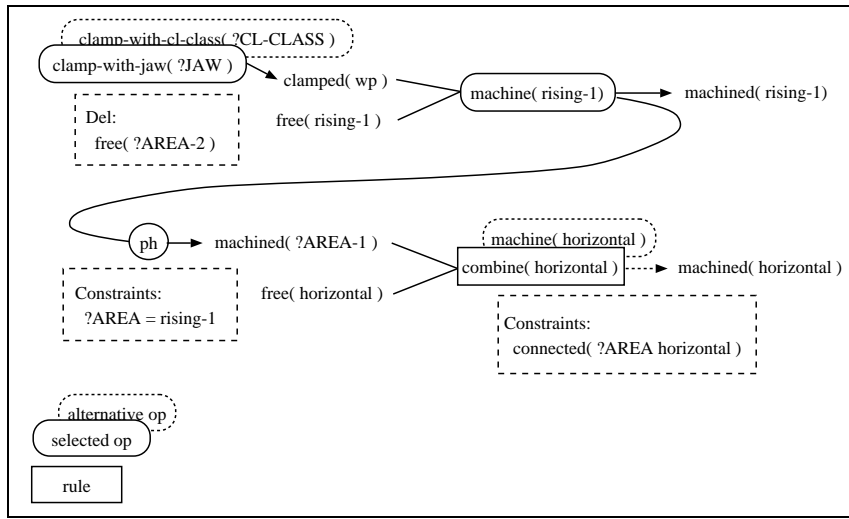 clamp-with-cl-class( ?CL-CLASS )
clamp-with-jaw( ?JAW )
clamped( wp )
machine( rising-1)
machined( rising-1)
free( rising-1 )
Del:
free( ?AREA-2 )
ph
machined( ?AREA-1 )
machine( horizontal )
combine( horizontal )
machined( horizontal )
free( horizontal )
Constraints:
?AREA = rising-1
Constraints:
connected( ?AREA horizontal )
alternative op
selected op
rule